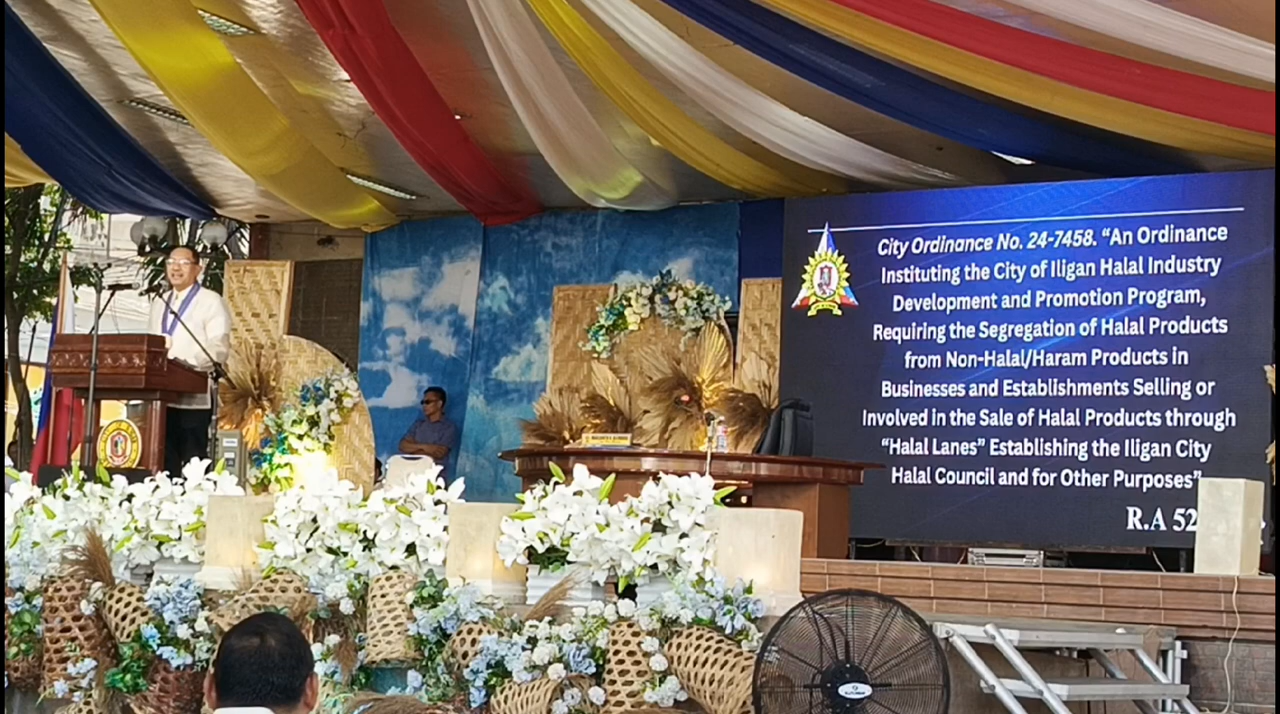 City Ordinance No. 24-7458. “An Ordinance
Instituting the City of Iligan Halal Industry
Development and Promotion Program,
Requiring the Segregation of Halal Products
from Non-Halal/Haram Products in
Businesses and Establishments Selling or
Involved in the Sale of Halal Products through
“Halal Lanes” Establishing the Iligan City
Halal Council and for Other Purposes”
R.A 52